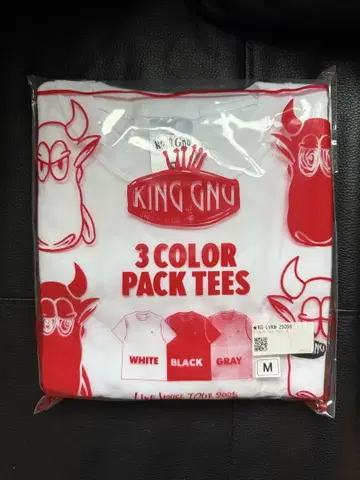 King Gnu
KING GNU
3 COLOR
PACK TEES
WHITE
BLACK
GRAY
M